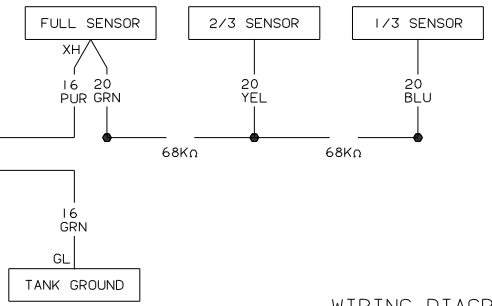 FULL SENSOR
2/3 SENSOR
1/3 SENSOR
XH
16
PUR
20
GRN
20
YEL
20
BLU
68KΩ
68KΩ
16
GRN
GL
TANK GROUND
WIRING